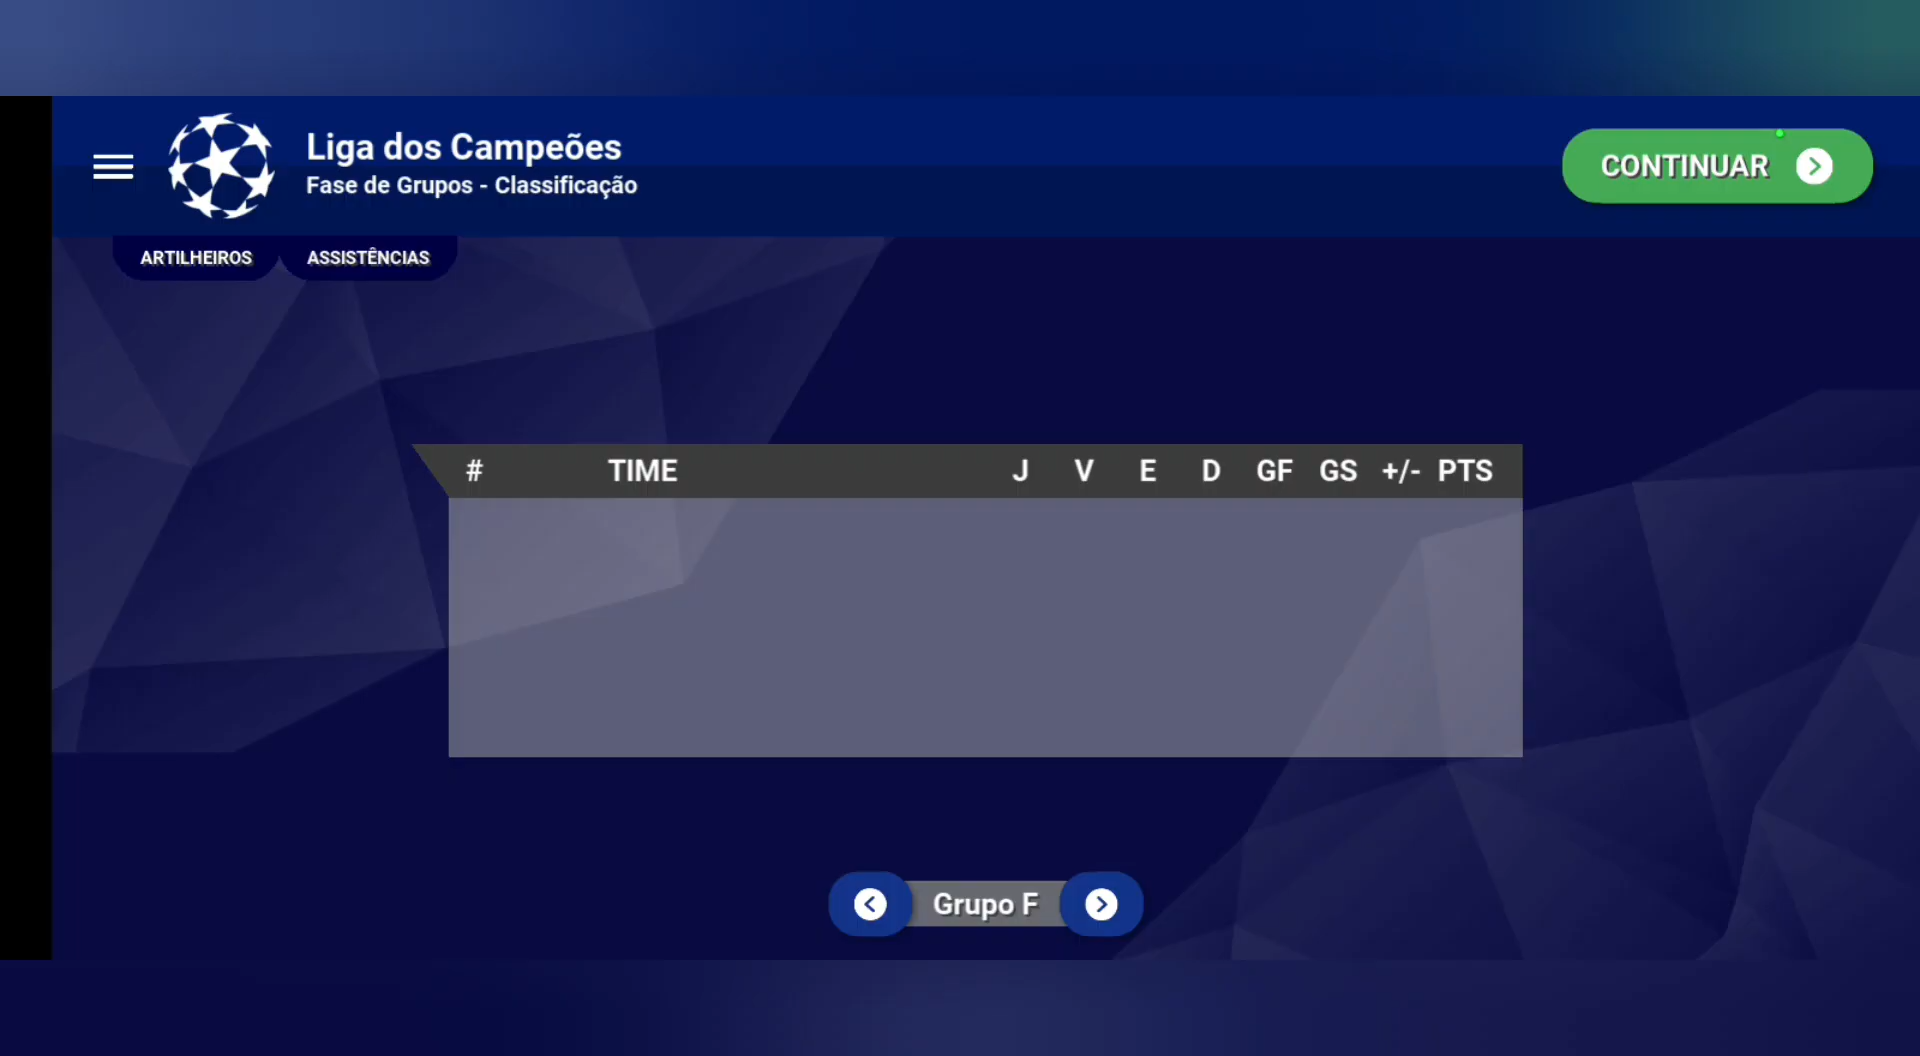 Liga dos Campeões
Fase de Grupos - Classificação
CONTINUAR
ARTILHEIROS ASSISTÊNCIAS
# TIME J V E D GF GS +/- PTS
Grupo F